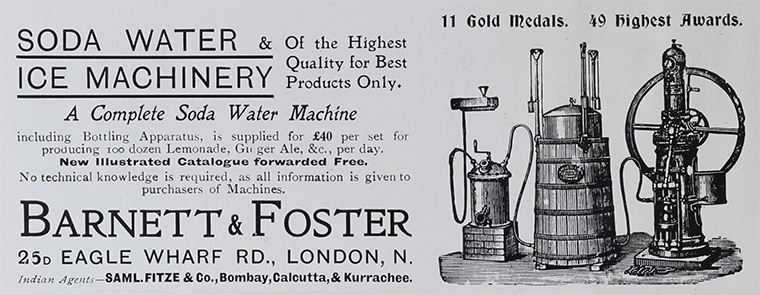 SODA WATER &
ICE MACHINERY
Of the Highest
Quality for Best
Products Only.
A Complete Soda Water Machine
including Bottling Apparatus, is supplied for £40 per set for
producing 100 dozen Lemonade, Ginger Ale, &c., per day.
New Illustrated Catalogue forwarded Free.
No technical knowledge is required, as all information is given to
purchasers of Machines.
BARNETT & FOSTER
25D EAGLE WHARF RD., LONDON, N.
Indian Agents—SAML. FITZE & Co., Bombay, Calcutta, & Kurrachee.
11 Gold Medals. 49 Highest Awards.